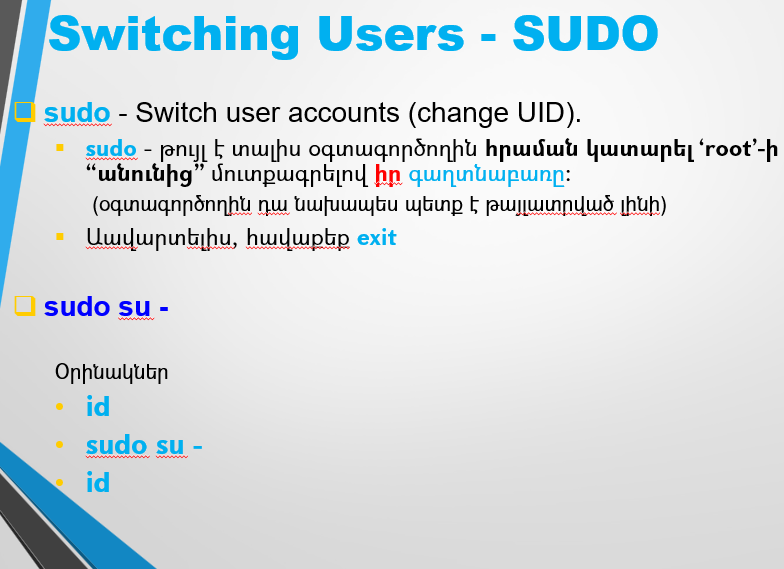 Switching Users - SUDO
sudo - Switch user accounts (change UID).
sudo - թույլ է տալիս օգտագործողին հրաման կատարել ‘root’-ի
“անունից” մուտքագրելով իր գաղտնաբառը:
(օգտագործողին դա նախապես պետք է թայլատրված լինի)
Ավարտելիս, հավաքեք exit
sudo su -
Օրինակներ
id
sudo su -
id